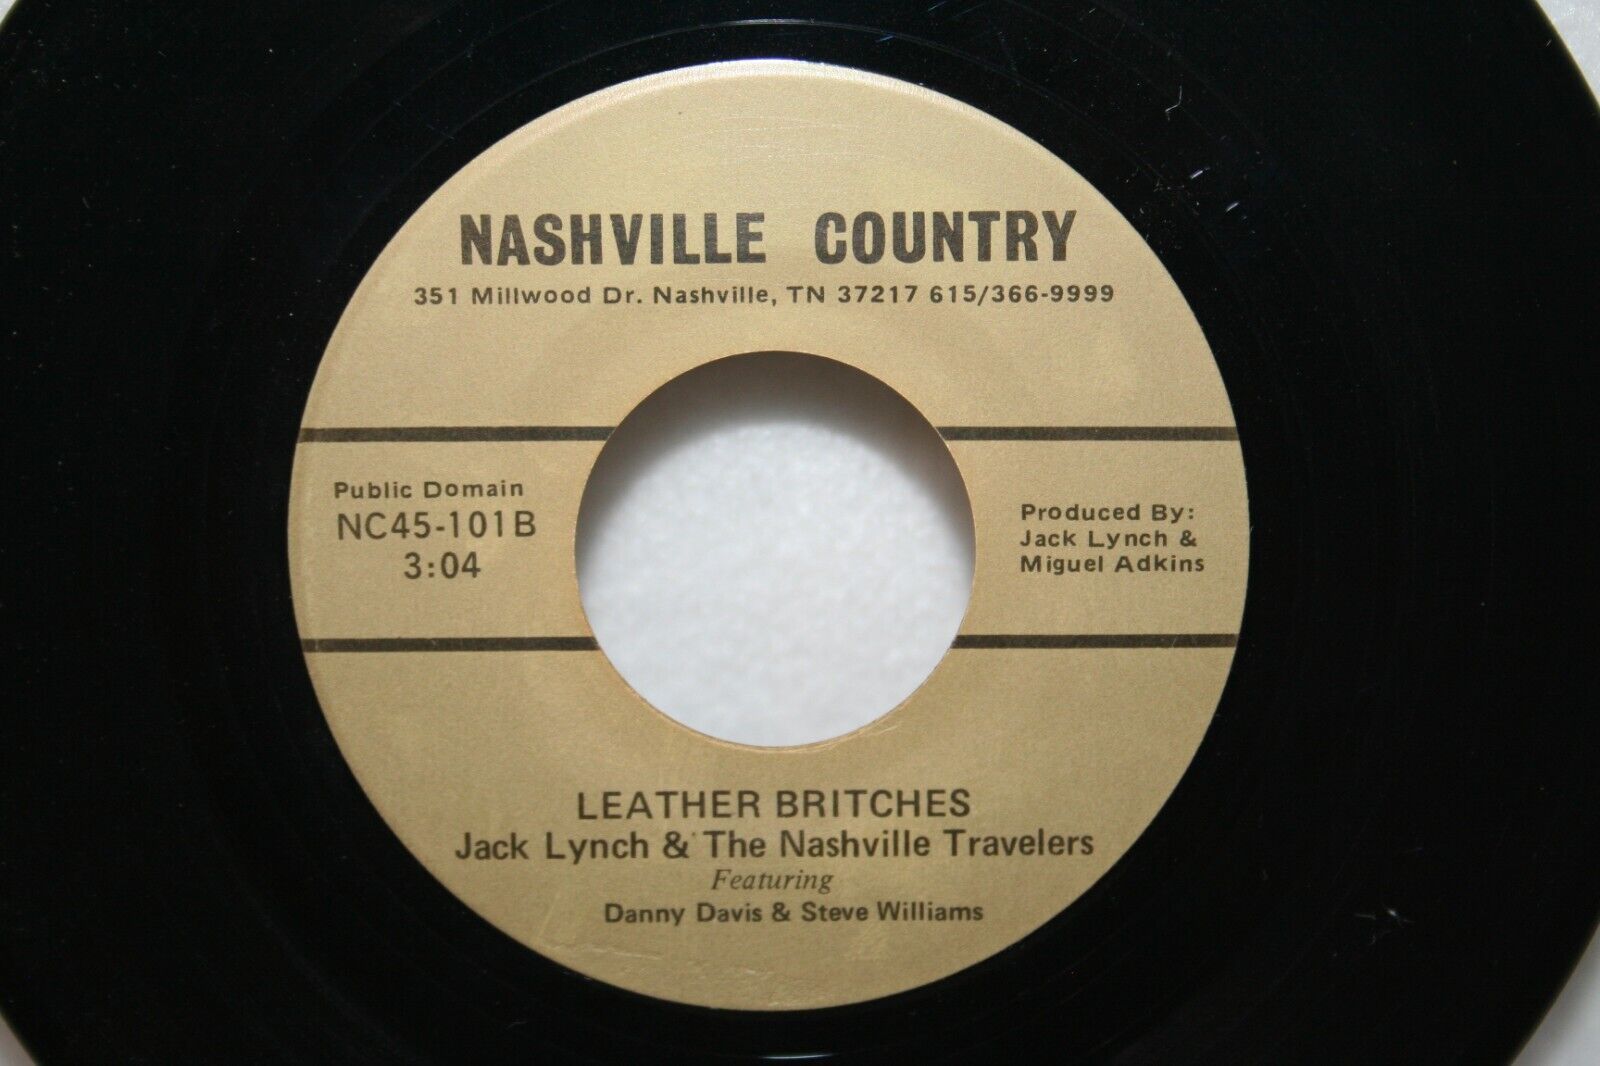 NASHVILLE COUNTRY
351 Millwood Dr. Nashville, TN 37217 615/366-9999
Public Domain
NC45-101B
3:04
Produced By:
Jack Lynch &
Miguel Adkins
LEATHER BRITCHES
Jack Lynch & The Nashville Travelers
Featuring
Danny Davis & Steve Williams